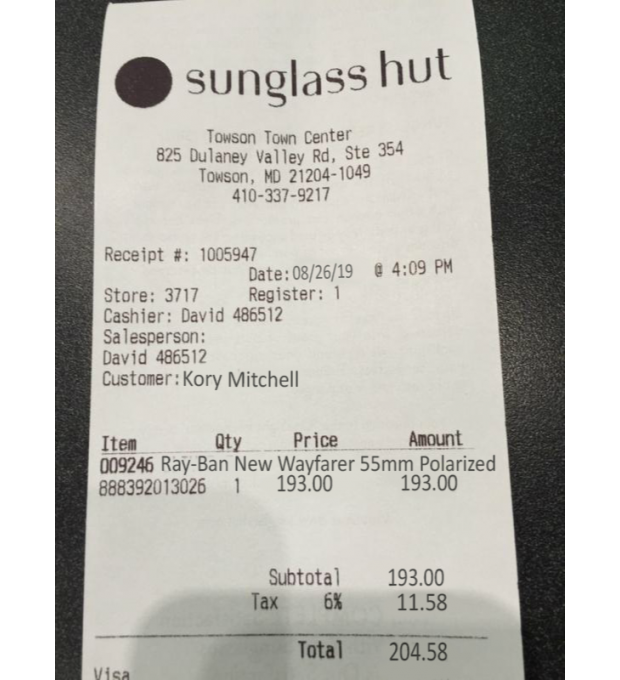 sunglass hut
Towson Town Center
825 Dulaney Valley Rd, Ste 354
Towson, MD 21204-1049
410-337-9217
Receipt #: 1005947
Date:08/26/19 @ 4:09 PM
Store: 3717 Register: 1
Cashier: David 486512
Salesperson:
David 486512
Customer:Kory Mitchell
Item Qty Price Amount
009246 Ray-Ban New Wayfarer 55mm Polarized
888392013026 1 193.00 193.00
Subtotal 193.00
Tax 6% 11.58
Total 204.58
Visa